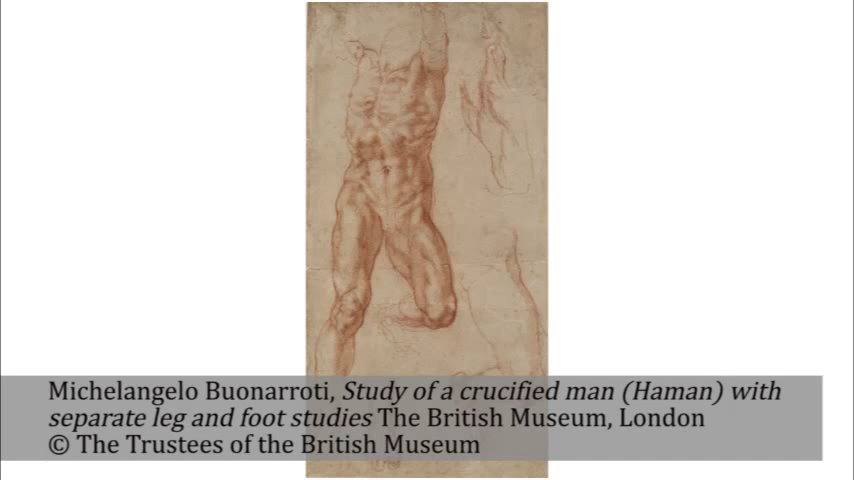 Michelangelo Buonarroti, Study of a crucified man (Haman) with
separate leg and foot studies The British Museum, London
© The Trustees of the British Museum